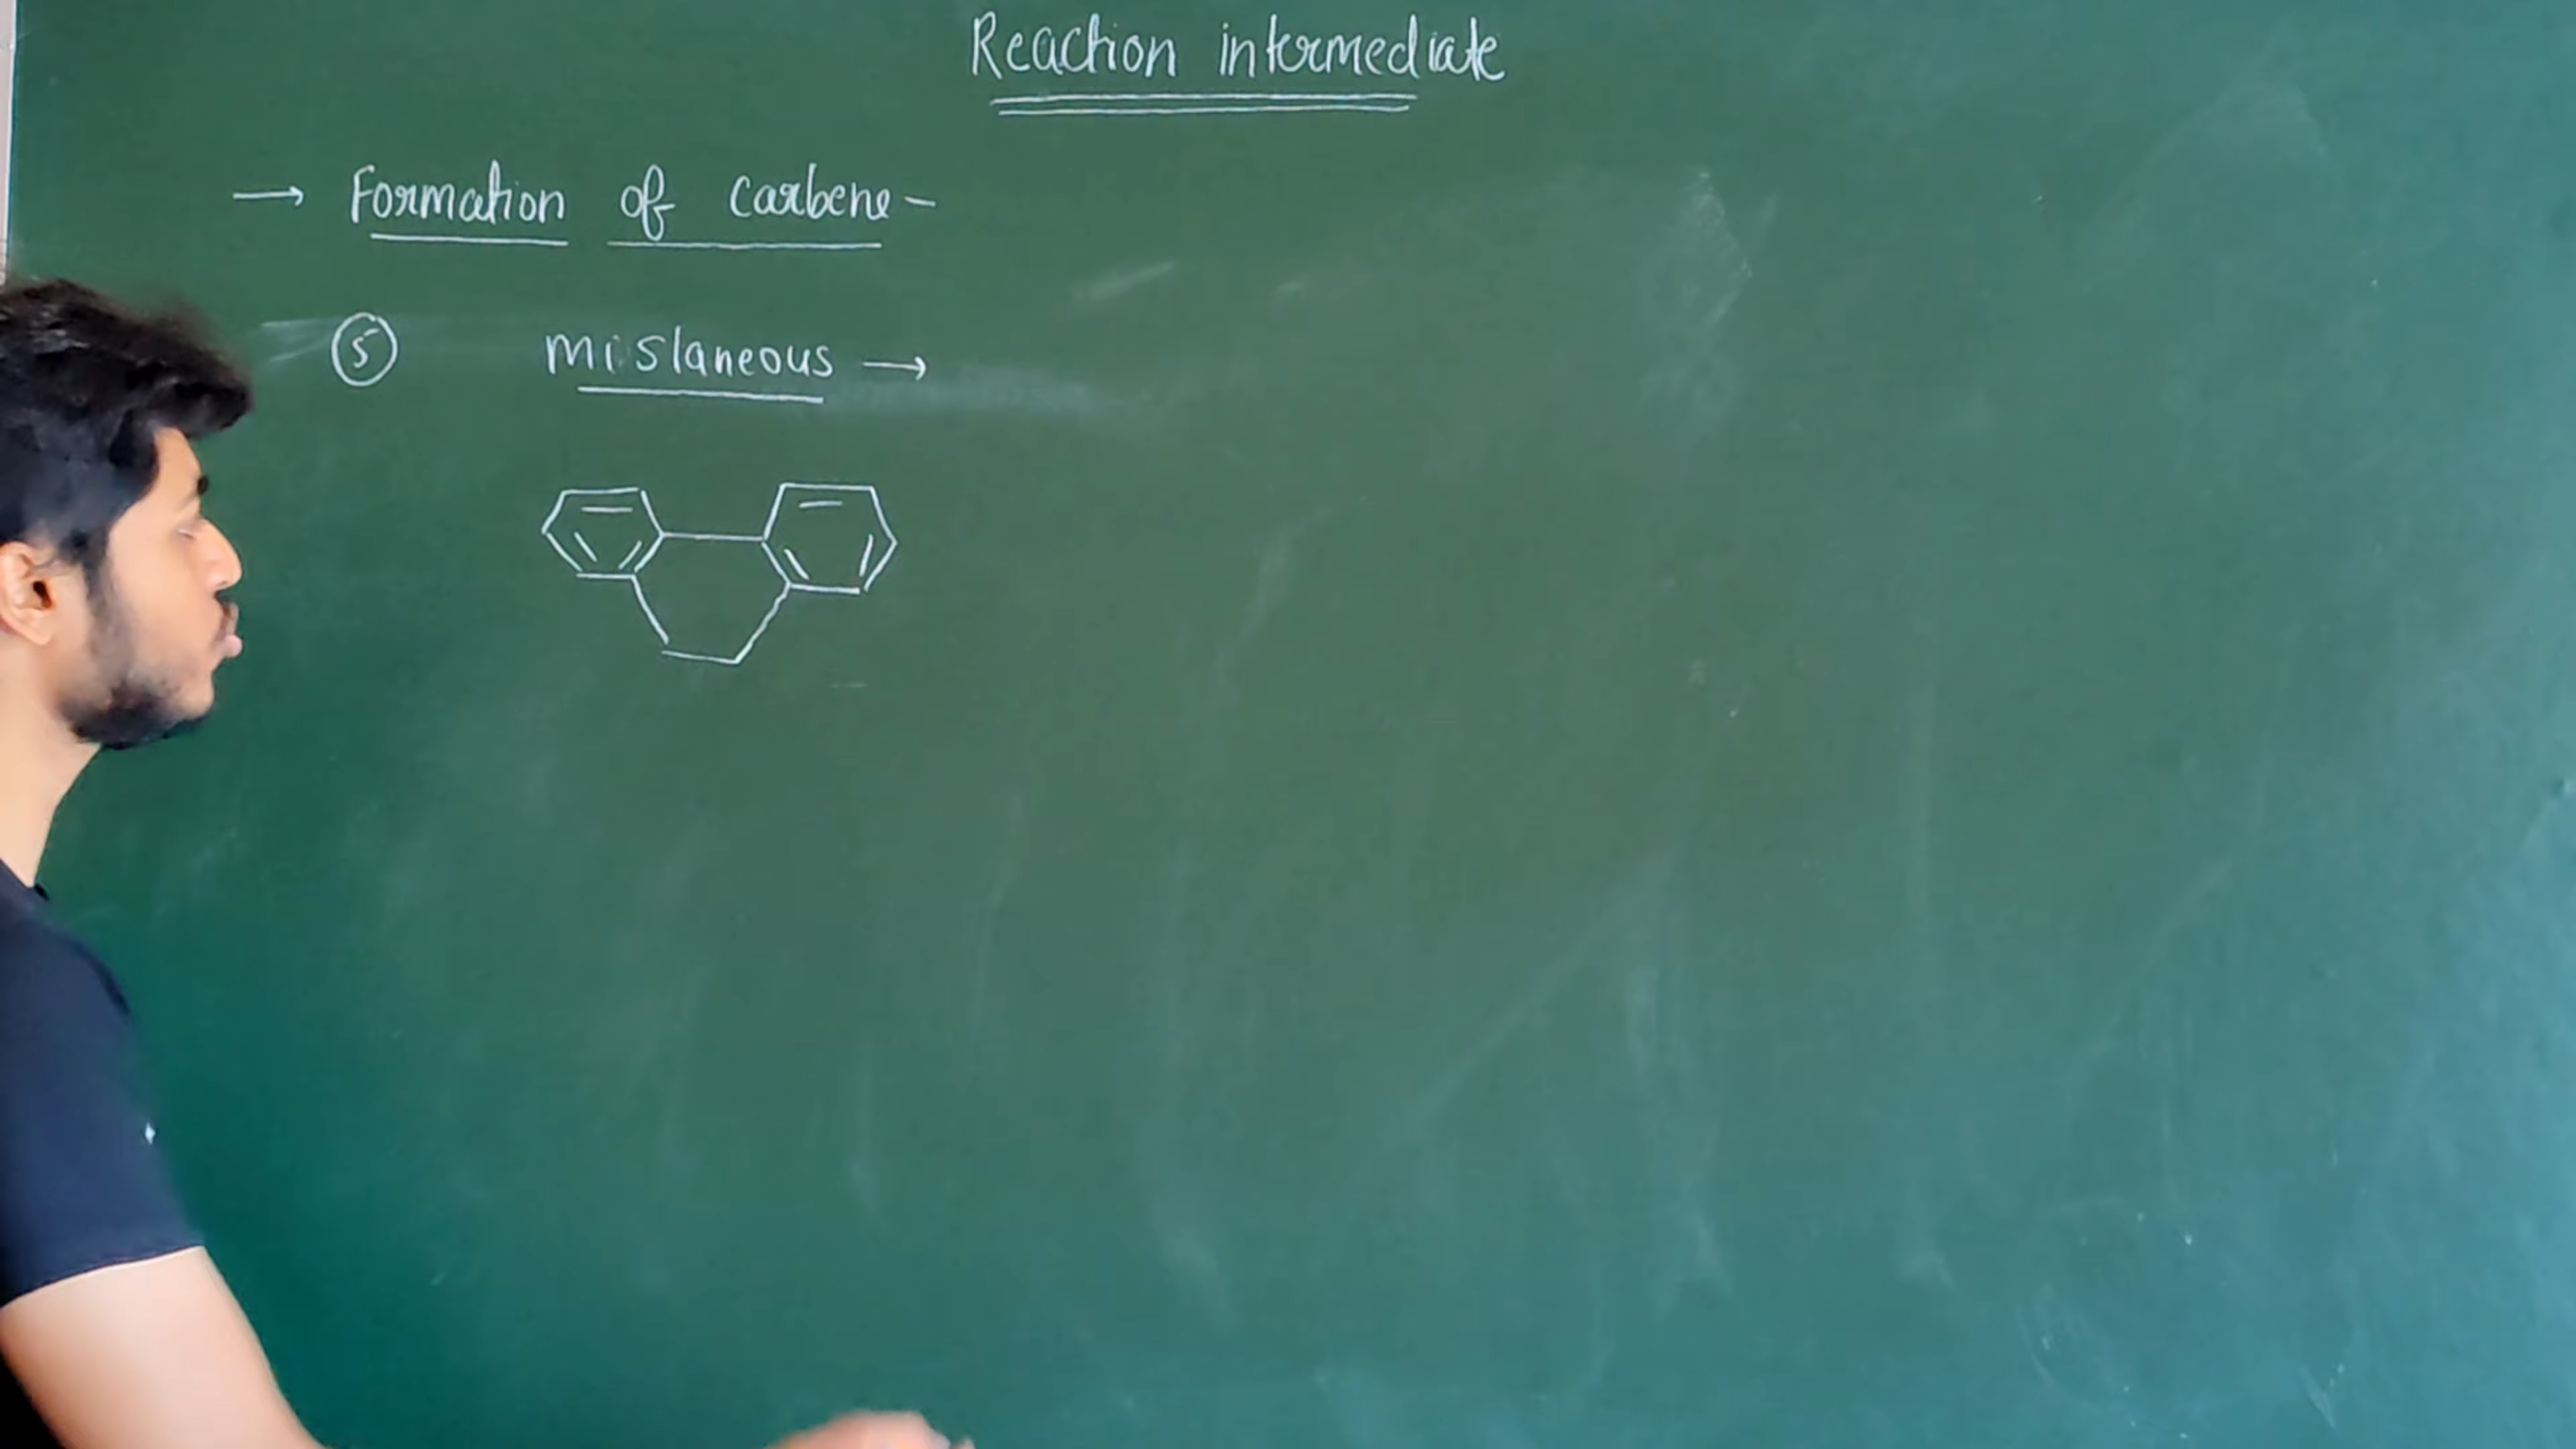 Reaction intermediate
→ Formation of Carbene -
⑤ mislaneous →